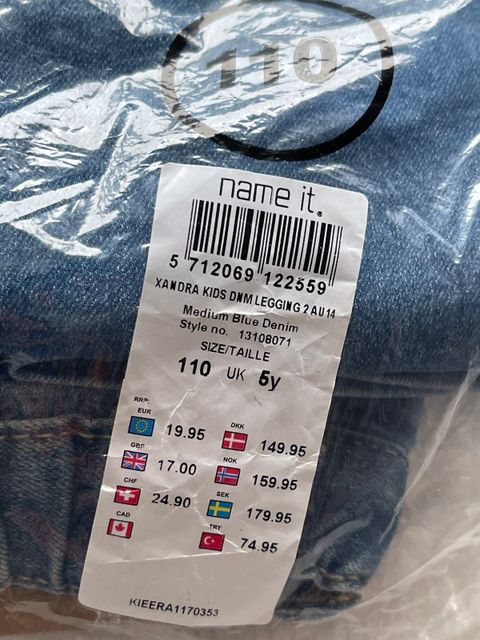 110
name it.®
5 712069 122559
XANDRA KIDS DNM LEGGING 2 AU14
Medium Blue Denim
Style no. 13108071
SIZE/TAILLE
110 UK 5y
RRP:
EUR 19.95
DKK 149.95
GBP 17.00
NOK 159.95
CHF 24.90
SEK 179.95
CAD
TRY 74.95
KIEERA1170353